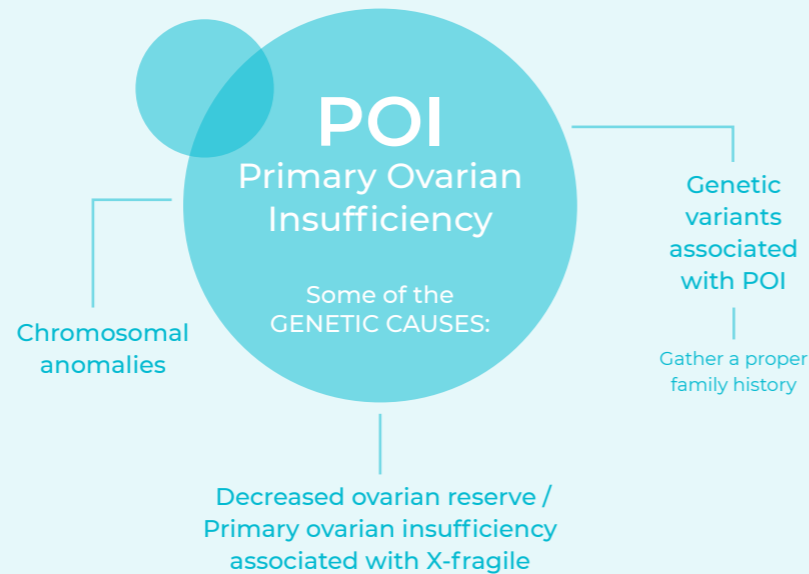 POI
Primary Ovarian
Insufficiency
Some of the
GENETIC CAUSES:
Chromosomal
anomalies
Decreased ovarian reserve /
Primary ovarian insufficiency
associated with X-fragile
Genetic
variants
associated
with POI
Gather a proper
family history